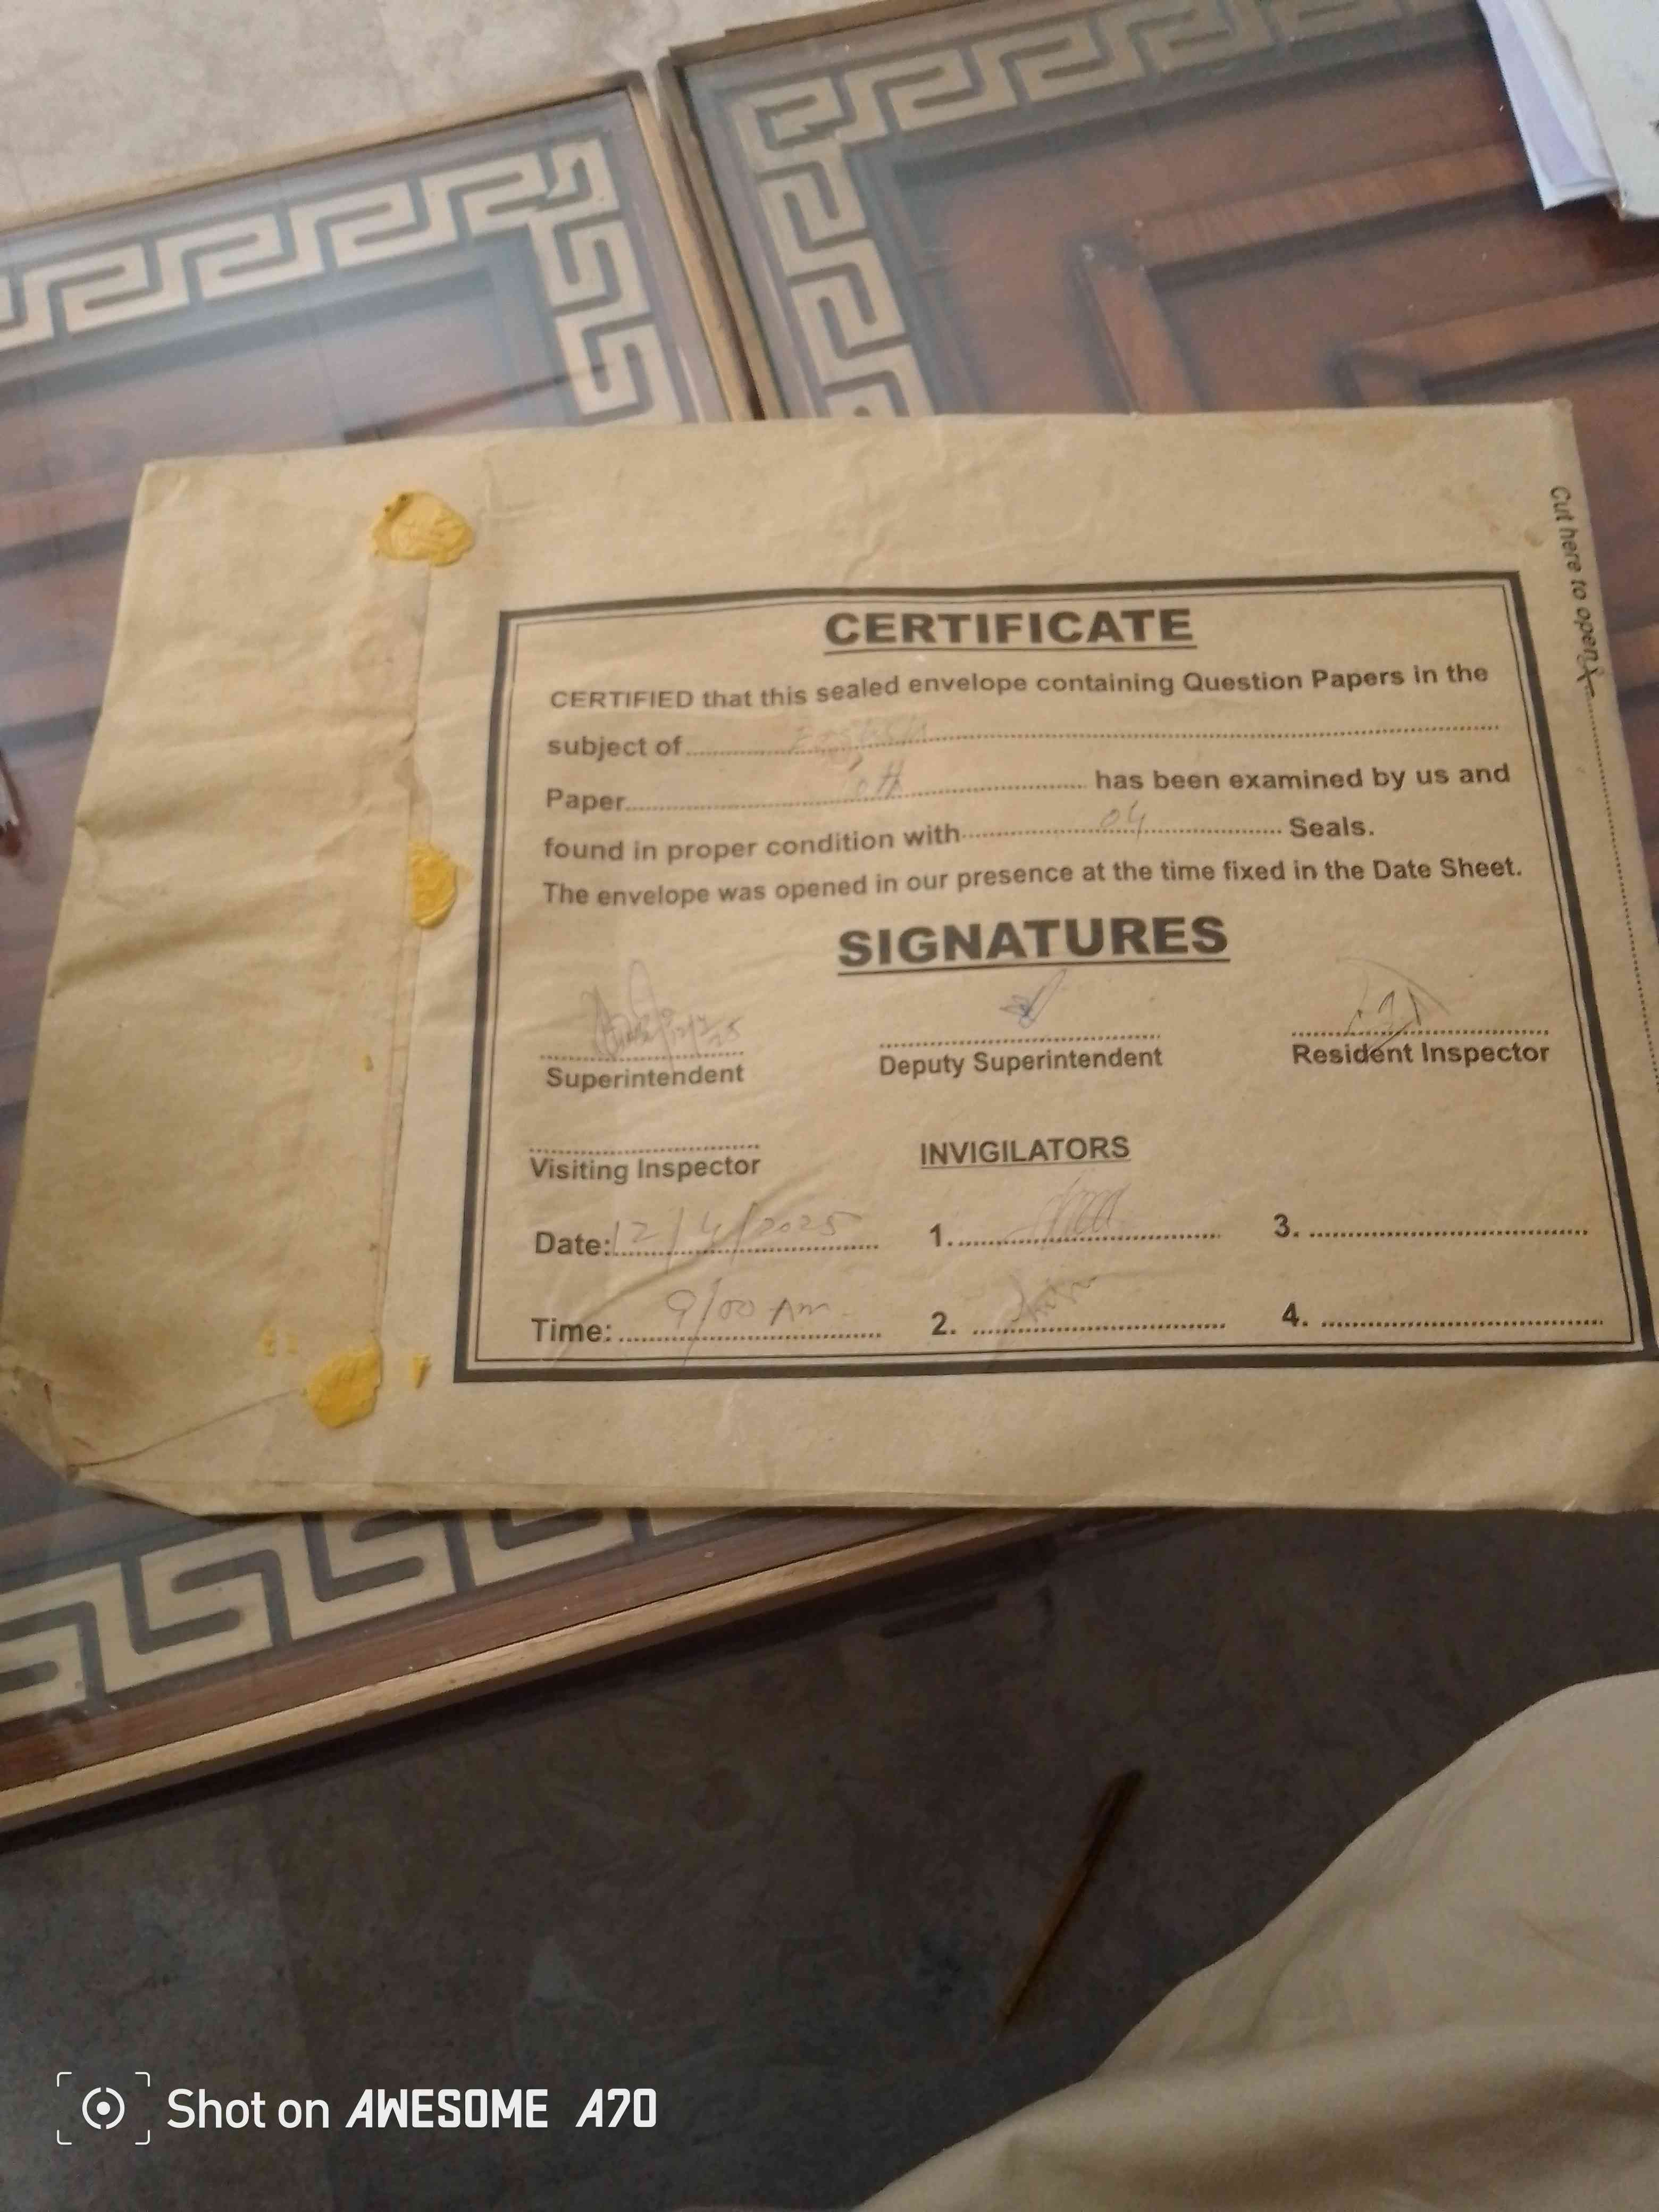 Cut here to open
CERTIFICATE
CERTIFIED that this sealed envelope containing Question Papers in the
subject of
Paper 10th has been examined by us and
found in proper condition with 04 Seals.
The envelope was opened in our presence at the time fixed in the Date Sheet.
SIGNATURES
Superintendent Deputy Superintendent Resident Inspector
Visiting Inspector INVIGILATORS
Date: 12/4/2025 1. 3.
Time: 9/00 Am 2. 4.
Shot on AWESOME A70